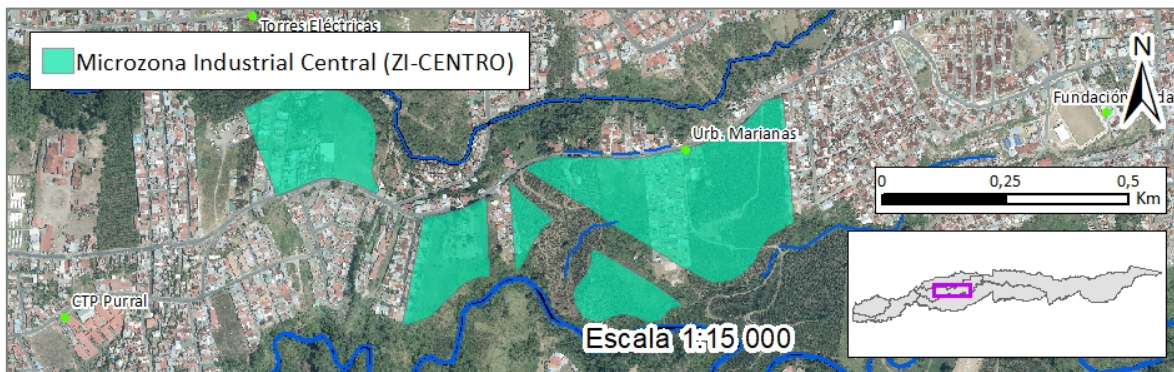 Torres Eléctricas
Microzona Industrial Central (ZI-CENTRO)
N
Fundación
Urb. Marianas
0 0,25 0,5
Km
CTP Purral
Escala 1:15 000